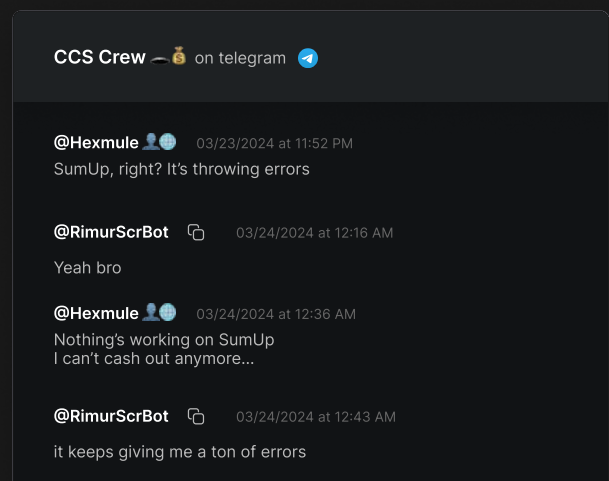 CCS Crew 🕳️💰 on telegram
@Hexmule 👤🌐 03/23/2024 at 11:52 PM
SumUp, right? It’s throwing errors
@RimurScrBot 03/24/2024 at 12:16 AM
Yeah bro
@Hexmule 👤🌐 03/24/2024 at 12:36 AM
Nothing’s working on SumUp
I can’t cash out anymore...
@RimurScrBot 03/24/2024 at 12:43 AM
it keeps giving me a ton of errors